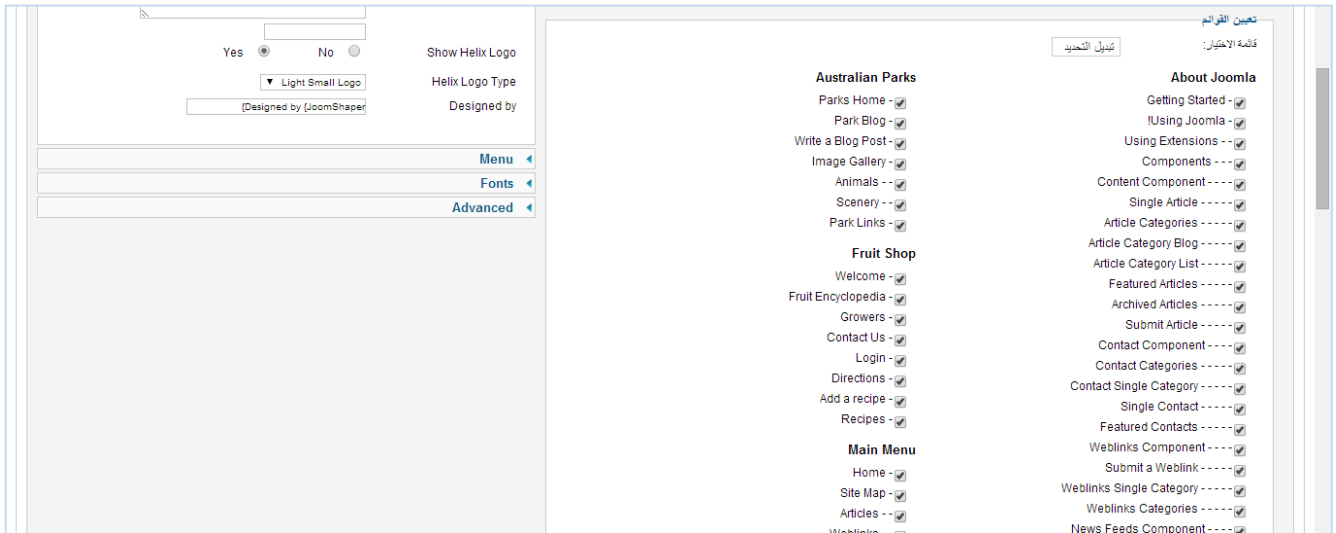 تعيين القوائم
قائمة الاختيار:
تبديل التحديد
About Joomla
Getting Started -
!Using Joomla -
Using Extensions - -
Components - - -
Content Component - - - -
Single Article - - - - -
Article Categories - - - - -
Article Category Blog - - - - -
Article Category List - - - - -
Featured Articles - - - - -
Archived Articles - - - - -
Submit Article - - - - -
Contact Component - - - -
Contact Categories - - - - -
Contact Single Category - - - - -
Single Contact - - - - -
Featured Contacts - - - - -
Weblinks Component - - - -
Submit a Weblink - - - - -
Weblinks Single Category - - - - -
Weblinks Categories - - - - -
News Feeds Component - - - -
Australian Parks
Parks Home -
Park Blog -
Write a Blog Post -
Image Gallery -
Animals - -
Scenery - -
Park Links -
Fruit Shop
Welcome -
Fruit Encyclopedia -
Growers -
Contact Us -
Login -
Directions -
Add a recipe -
Recipes -
Main Menu
Home -
Site Map -
Articles - -
Weblinks - -
Show Helix Logo
No
Yes
Helix Logo Type
Light Small Logo
Designed by
{Designed by {JoomShaper
Menu
Fonts
Advanced